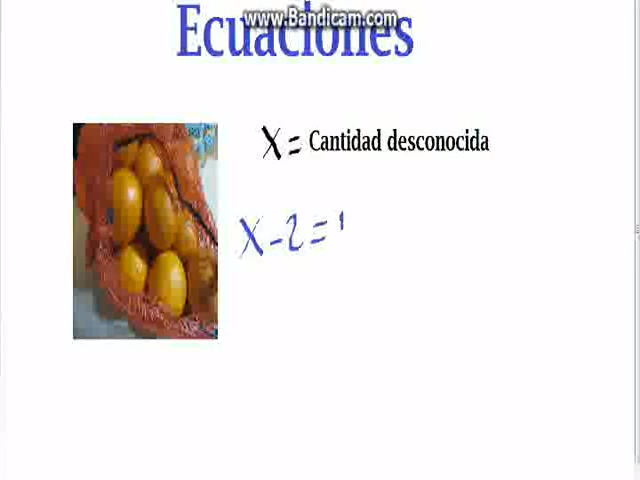 www.Bandicam.com
Ecuaciones
X = Cantidad desconocida
X - 2 =